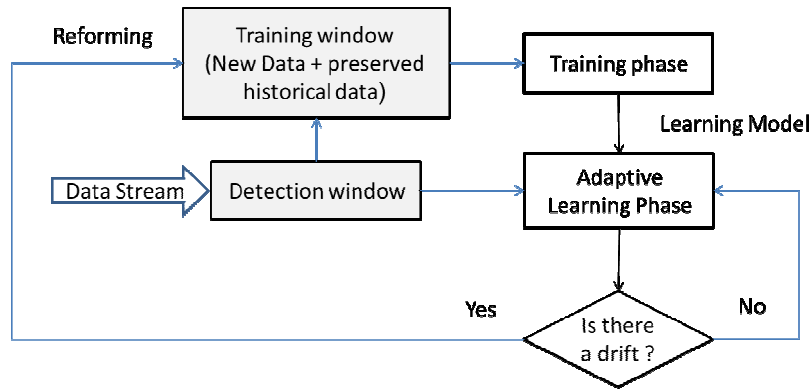 Reforming
Training window
(New Data + preserved
historical data)
Training phase
Learning Model
Data Stream
Detection window
Adaptive
Learning Phase
Yes
No
Is there
a drift ?